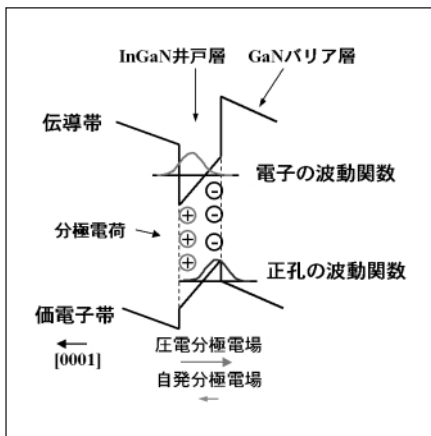 InGaN井戸層
GaNバリア層
伝導帯
電子の波動関数
分極電荷
正孔の波動関数
価電子帯
[0001]
圧電分極電場
自発分極電場